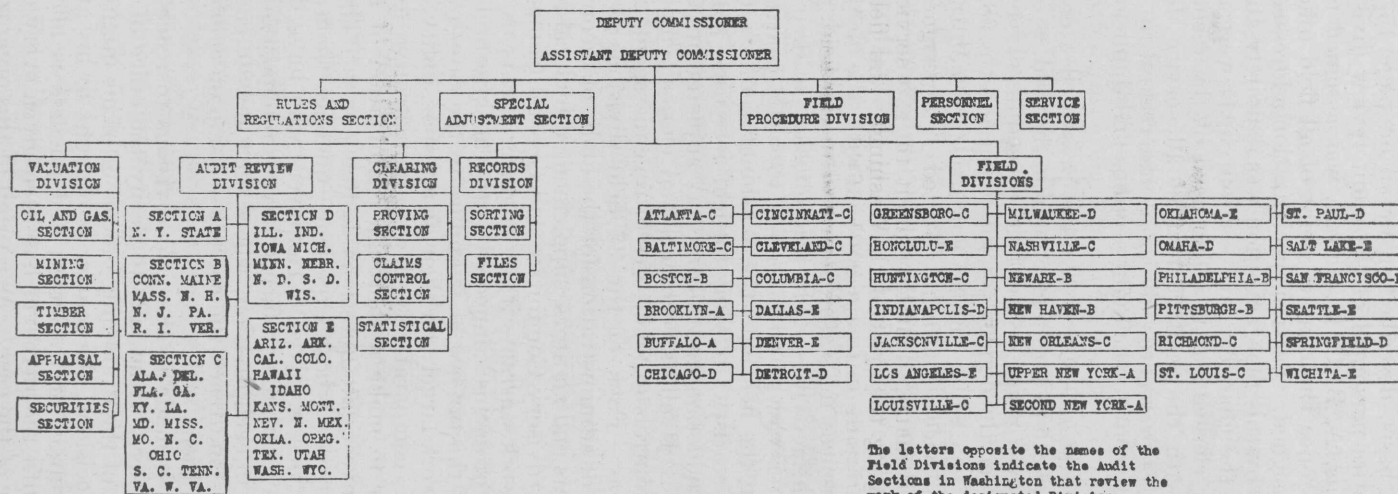 DEPUTY COMMISSIONER
ASSISTANT DEPUTY COMMISSIONER
RULES AND
REGULATIONS SECTION
SPECIAL
ADJUSTMENT SECTION
FIELD
PROCEDURE DIVISION
PERSONNEL
SECTION
SERVICE
SECTION
VALUATION
DIVISION
OIL AND GAS.
SECTION
MINING
SECTION
TIMBER
SECTION
APPRAISAL
SECTION
SECURITIES
SECTION
AUDIT REVIEW
DIVISION
SECTION A
N. Y. STATE
SECTION B
CONN. MAINE
MASS. N. H.
N. J. PA.
R. I. VER.
SECTION C
ALA. DEL.
FLA. GA.
KY. LA.
MD. MISS.
MO. N. C.
OHIO
S. C. TENN.
VA. W. VA.
SECTION D
ILL. IND.
IOWA MICH.
MINN. NEBR.
N. D. S. D.
WIS.
SECTION E
ARIZ. ARK.
CAL. COLO.
HAWAII
IDAHO
KANS. MONT.
NEV. N. MEX.
OKLA. OREG.
TEX. UTAH
WASH. WYO.
CLEARING
DIVISION
PROVING
SECTION
CLAIMS
CONTROL
SECTION
STATISTICAL
SECTION
RECORDS
DIVISION
SORTING
SECTION
FILES
SECTION
FIELD
DIVISIONS
ATLANTA-C
BALTIMORE-C
BOSTON-B
BROOKLYN-A
BUFFALO-A
CHICAGO-D
CINCINNATI-C
CLEVELAND-C
COLUMBIA-C
DALLAS-E
DENVER-E
DETROIT-D
GREENSBORO-C
HONOLULU-E
HUNTINGTON-C
INDIANAPOLIS-D
JACKSONVILLE-C
LOS ANGELES-E
LOUISVILLE-C
MILWAUKEE-D
NASHVILLE-C
NEWARK-B
NEW HAVEN-B
NEW ORLEANS-C
UPPER NEW YORK-A
SECOND NEW YORK-A
OKLAHOMA-E
OMAHA-D
PHILADELPHIA-B
PITTSBURGH-B
RICHMOND-C
ST. LOUIS-C
ST. PAUL-D
SALT LAKE-E
SAN FRANCISCO-
SEATTLE-E
SPRINGFIELD-D
WICHITA-E
The letters opposite the names of the
Field Divisions indicate the Audit
Sections in Washington that review the
work of the designated